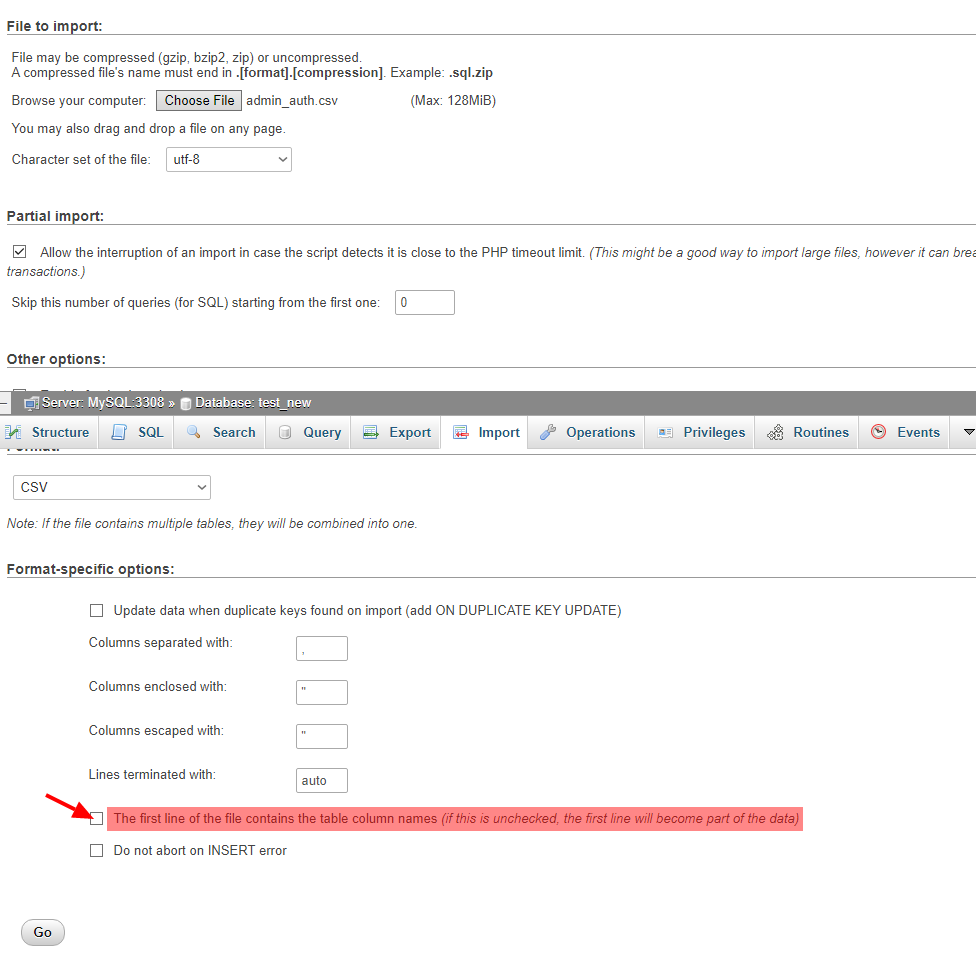 File to import:
File may be compressed (gzip, bzip2, zip) or uncompressed.
A compressed file's name must end in .[format].[compression]. Example: .sql.zip
Browse your computer: Choose File admin_auth.csv (Max: 128MiB)
You may also drag and drop a file on any page.
Character set of the file: utf-8
Partial import:
Allow the interruption of an import in case the script detects it is close to the PHP timeout limit. (This might be a good way to import large files, however it can brea
transactions.)
Skip this number of queries (for SQL) starting from the first one: 0
Other options:
Server: MySQL:3308 » Database: test_new
Structure SQL Search Query Export Import Operations Privileges Routines Events
CSV
Note: If the file contains multiple tables, they will be combined into one.
Format-specific options:
Update data when duplicate keys found on import (add ON DUPLICATE KEY UPDATE)
Columns separated with: ,
Columns enclosed with: "
Columns escaped with: "
Lines terminated with: auto
The first line of the file contains the table column names (if this is unchecked, the first line will become part of the data)
Do not abort on INSERT error
Go